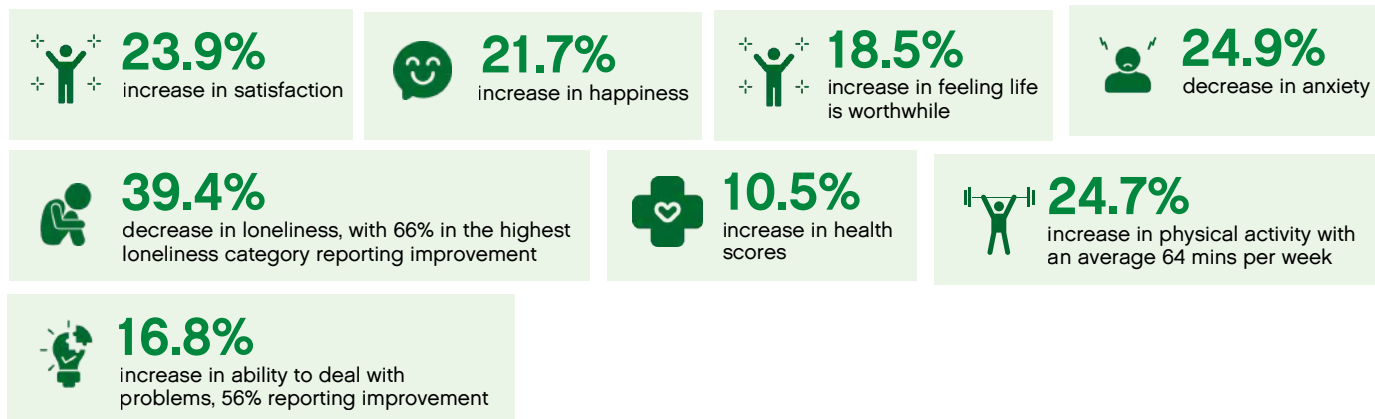 23.9%
increase in satisfaction
21.7%
increase in happiness
18.5%
increase in feeling life
is worthwhile
24.9%
decrease in anxiety
39.4%
decrease in loneliness, with 66% in the highest
loneliness category reporting improvement
10.5%
increase in health
scores
24.7%
increase in physical activity with
an average 64 mins per week
16.8%
increase in ability to deal with
problems, 56% reporting improvement